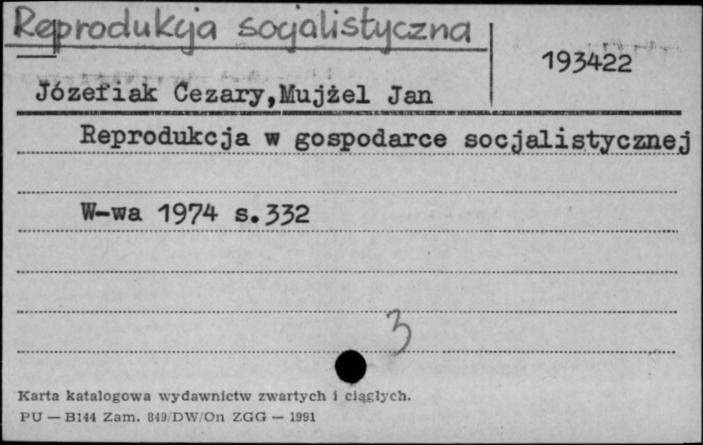 Reprodukcja socjalistyczna
193422
Józefiak Cezary,Mujżel Jan
Reprodukcja w gospodarce socjalistycznej
W-wa 1974 s.332
3
Karta katalogowa wydawnictw zwartych i ciągłych.
PU — B144 Zam. 849/DW/On ZGG — 1991